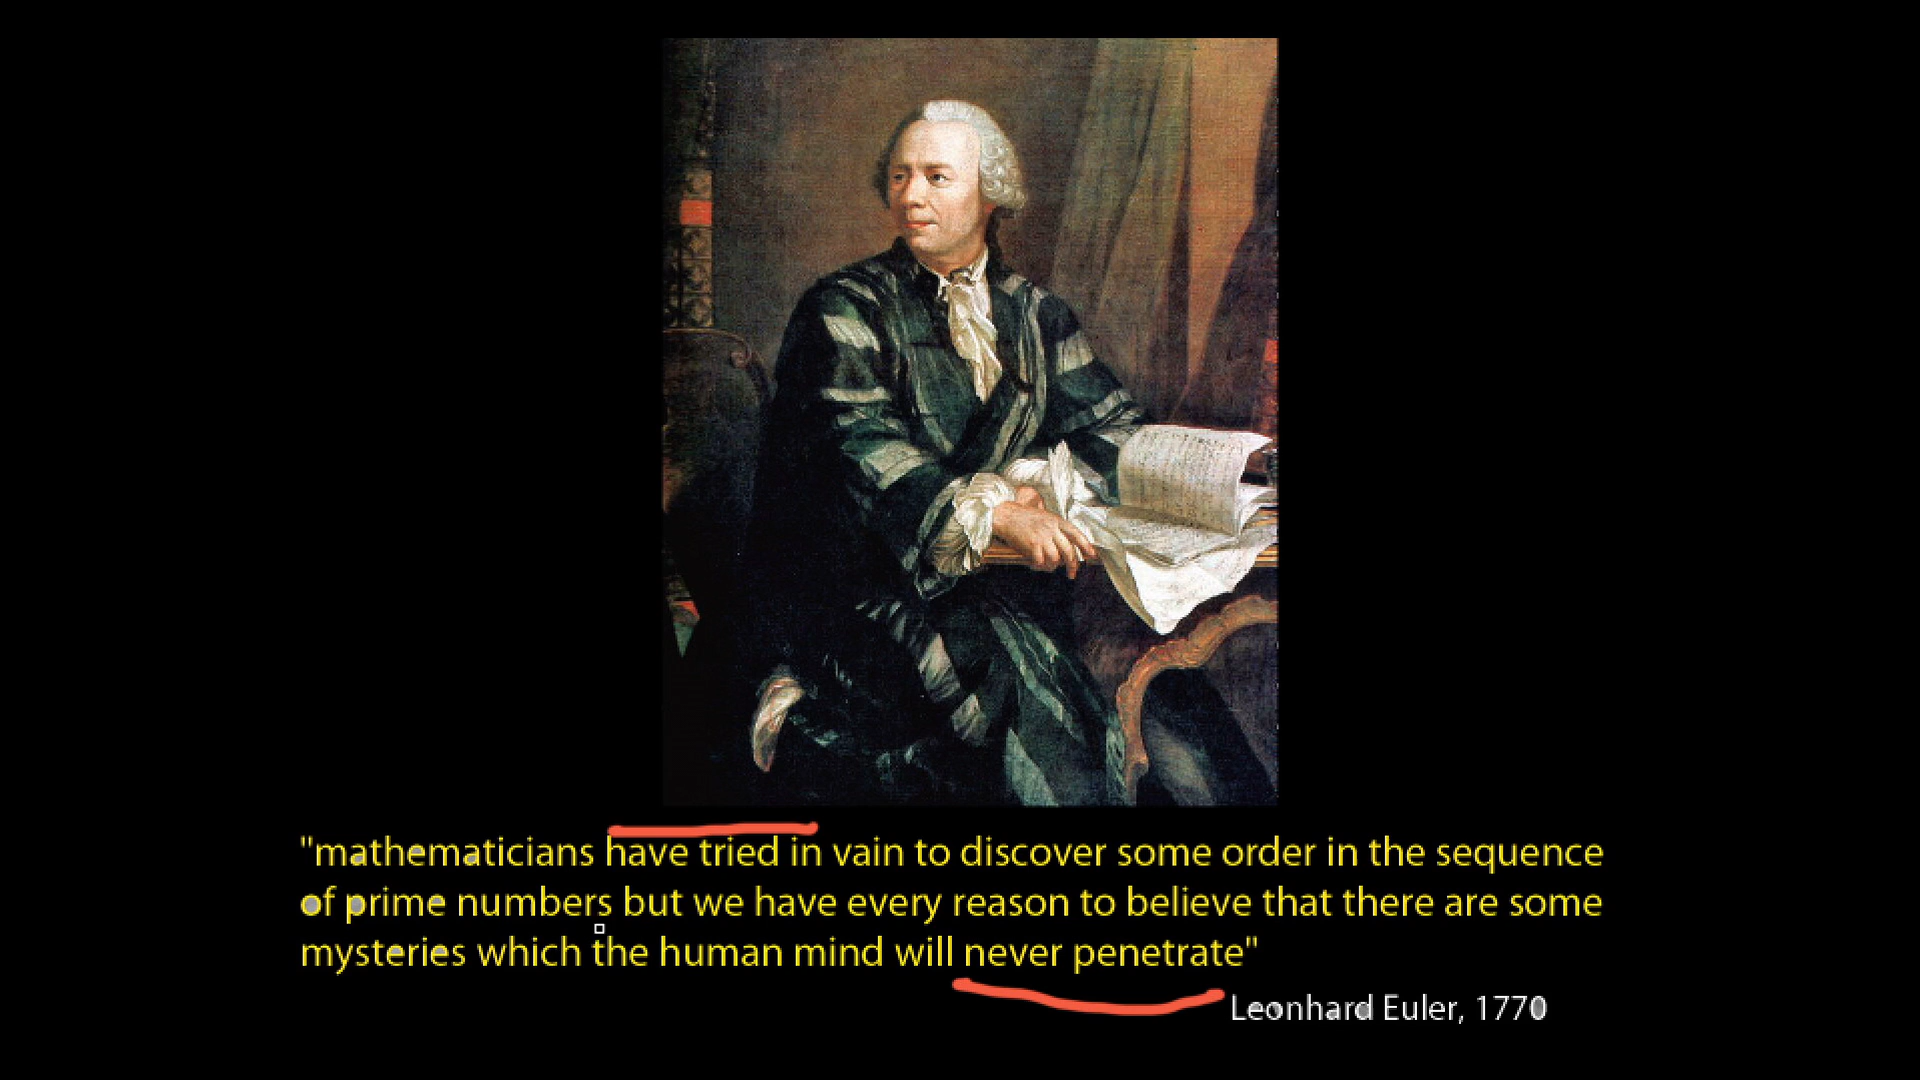 "mathematicians have tried in vain to discover some order in the sequence
of prime numbers but we have every reason to believe that there are some
mysteries which the human mind will never penetrate"
Leonhard Euler, 1770